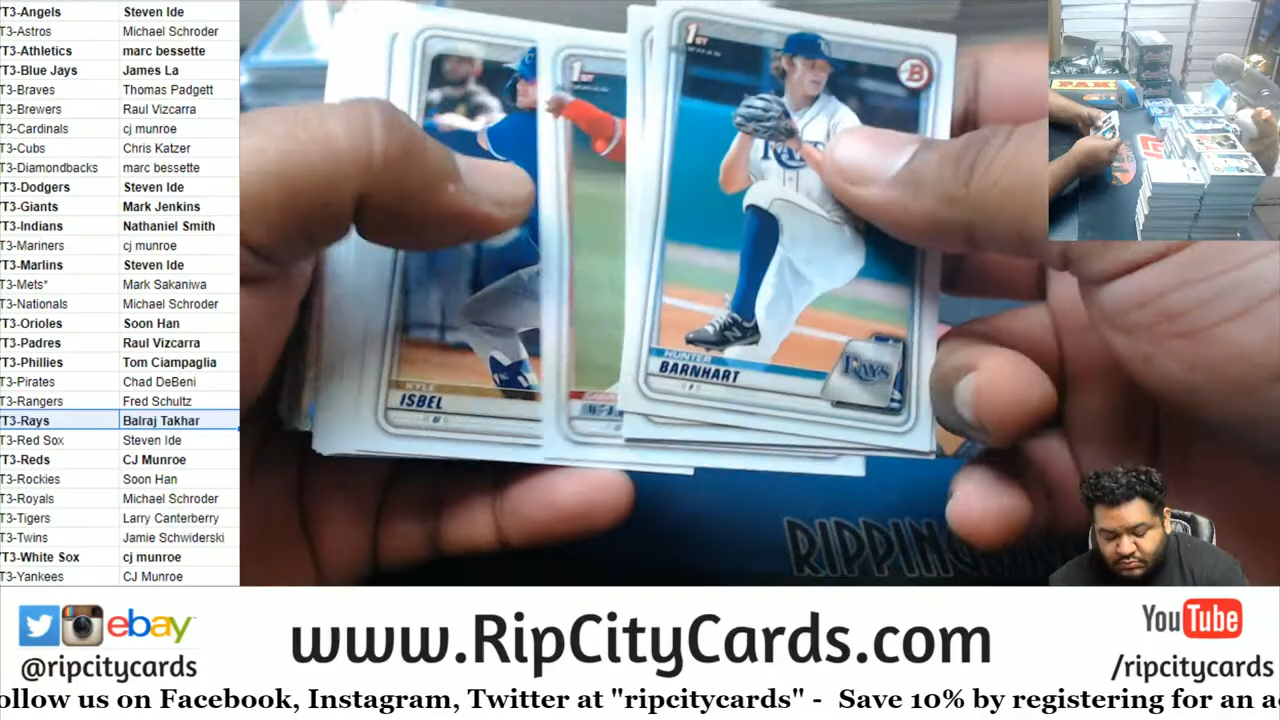 T3-Angels Steven Ide
T3-Astros Michael Schroder
T3-Athletics marc bessette
T3-Blue Jays James La
T3-Braves Thomas Padgett
T3-Brewers Raul Vizcarra
T3-Cardinals cj munroe
T3-Cubs Chris Katzer
T3-Diamondbacks marc bessette
T3-Dodgers Steven Ide
T3-Giants Mark Jenkins
T3-Indians Nathaniel Smith
T3-Mariners cj munroe
T3-Marlins Steven Ide
T3-Mets* Mark Sakaniwa
T3-Nationals Michael Schroder
T3-Orioles Soon Han
T3-Padres Raul Vizcarra
T3-Phillies Tom Ciampaglia
T3-Pirates Chad DeBeni
T3-Rangers Fred Schultz
T3-Rays Balraj Takhar
T3-Red Sox Steven Ide
T3-Reds CJ Munroe
T3-Rockies Soon Han
T3-Royals Michael Schroder
T3-Tigers Larry Canterberry
T3-Twins Jamie Schwiderski
T3-White Sox cj munroe
T3-Yankees CJ Munroe
1ST
1ST
B
RAYS
HUNTER
BARNHART
RAYS
KYLE
ISBEL
RIPPING
PANI
ebay
@ripcitycards
www.RipCityCards.com
YouTube
/ripcitycards
ollow us on Facebook, Instagram, Twitter at "ripcitycards" - Save 10% by registering for an a